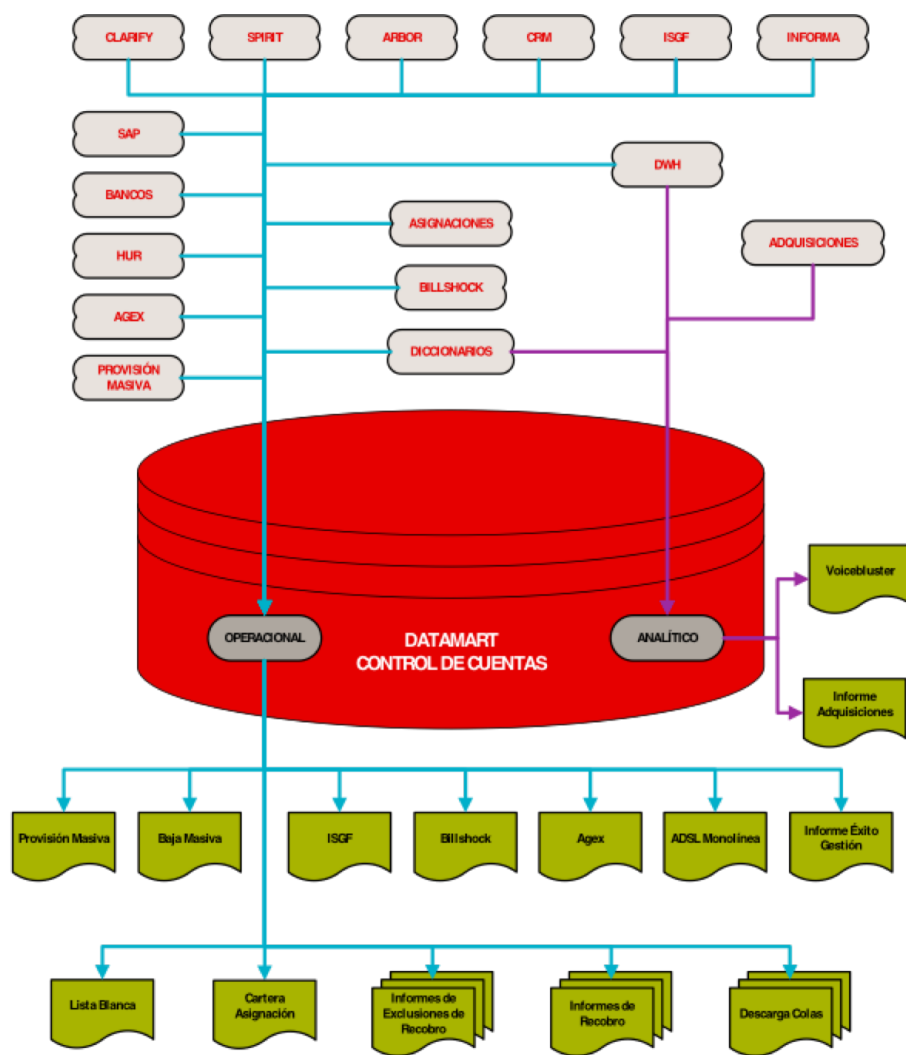 CLARIFY
SPIRIT
ARBOR
CRM
ISGF
INFORMA
SAP
DWH
BANCOS
ASIGNACIONES
ADQUISICIONES
HUR
BILLSHOCK
AGEX
DICCIONARIOS
PROVISIÓN
MASIVA
OPERACIONAL
DATAMART
CONTROL DE CUENTAS
ANALÍTICO
Voicebluster
Informe
Adquisiciones
Provisión Masiva
Baja Masiva
ISGF
Billshock
Agex
ADSL Monolínea
Informe Éxito
Gestión
Lista Blanca
Cartera
Asignación
Informes de
Exclusiones de
Recobro
Informes de
Recobro
Descarga Colas